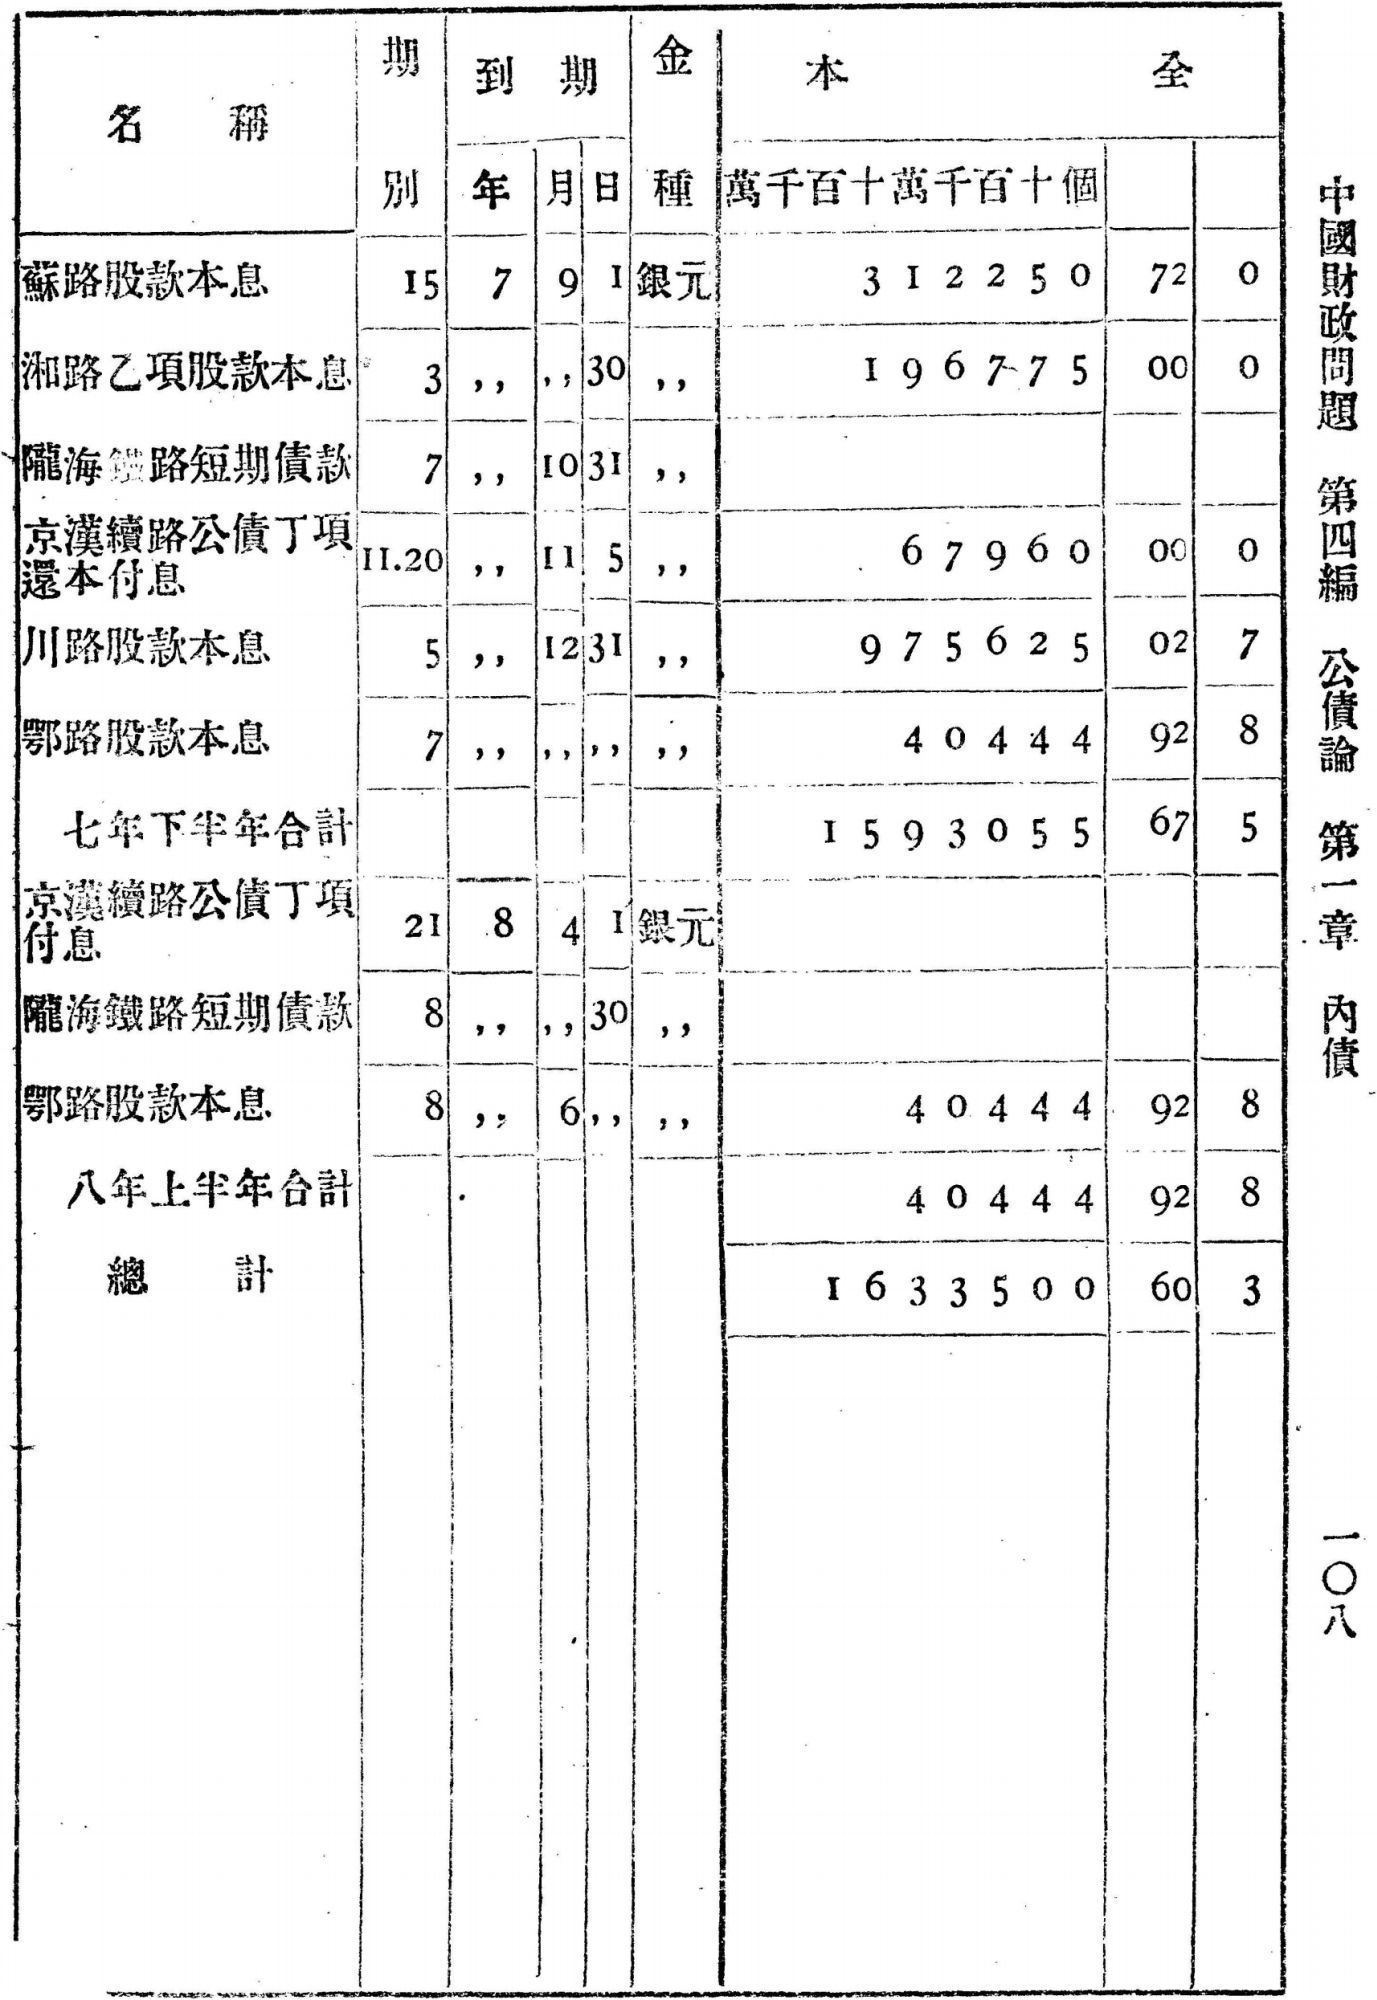 中國財政問題 第四編 公債論 第一章 內債 一〇八
名稱 期別 到期 金種 本全
年 月 日 萬千百十萬千百十個
蘇路股款本息 15 7 9 1 銀元 312250 72 0
湘路乙項股款本息 3 ,, ,, 30 ,, 196775 00 0
隴海鐵路短期債款 7 ,, 10 31 ,,
京漢續路公債丁項
還本付息 11.20 ,, 11 5 ,, 67960 00 0
川路股款本息 5 ,, 12 31 ,, 975625 02 7
鄂路股款本息 7 ,, ,, ,, ,, 40444 92 8
七年下半年合計 1593055 67 5
京漢續路公債丁項
付息 21 8 4 1 銀元
隴海鐵路短期債款 8 ,, ,, 30 ,,
鄂路股款本息 8 ,, 6 ,, ,, 40444 92 8
八年上半年合計 40444 92 8
總計 1633500 60 3